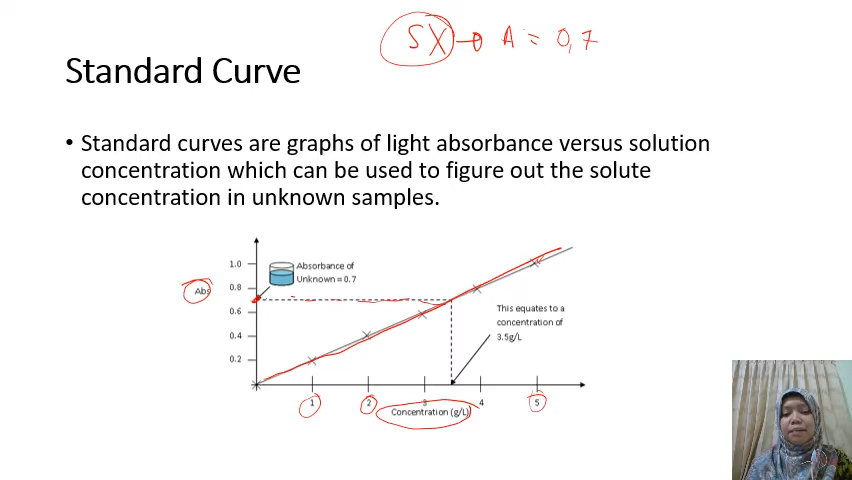 SX → A = 0,7
Standard Curve
• Standard curves are graphs of light absorbance versus solution
concentration which can be used to figure out the solute
concentration in unknown samples.
1.0
Absorbance of
Unknown = 0.7
0.8
Abs
0.6
This equates to a
concentration of
3.5g/L
0.4
0.2
1 2 3 4 5
Concentration (g/L)